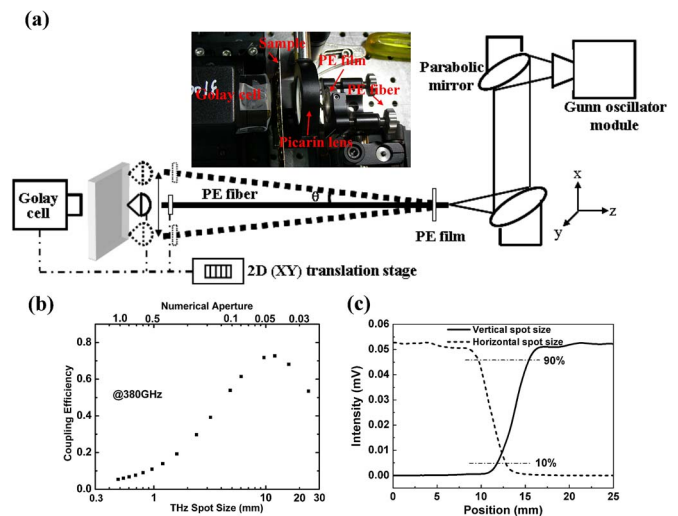 (a)
Sample
PE film
PE fiber
Golay cell
Picarin lens
Parabolic
mirror
Gunn oscillator
module
Golay
cell
PE fiber
θ
PE film
x
z
y
2D (XY) translation stage
(b)
Numerical Aperture
1.0 0.5 0.1 0.05 0.03
0.8
0.6
0.4
0.2
0.0
Coupling Efficiency
@380GHz
0.3 1 10 30
THz Spot Size (mm)
(c)
0.06
0.05
0.04
0.03
0.02
0.01
0.00
Intensity (mV)
Vertical spot size
Horizontal spot size
90%
10%
0 5 10 15 20 25
Position (mm)